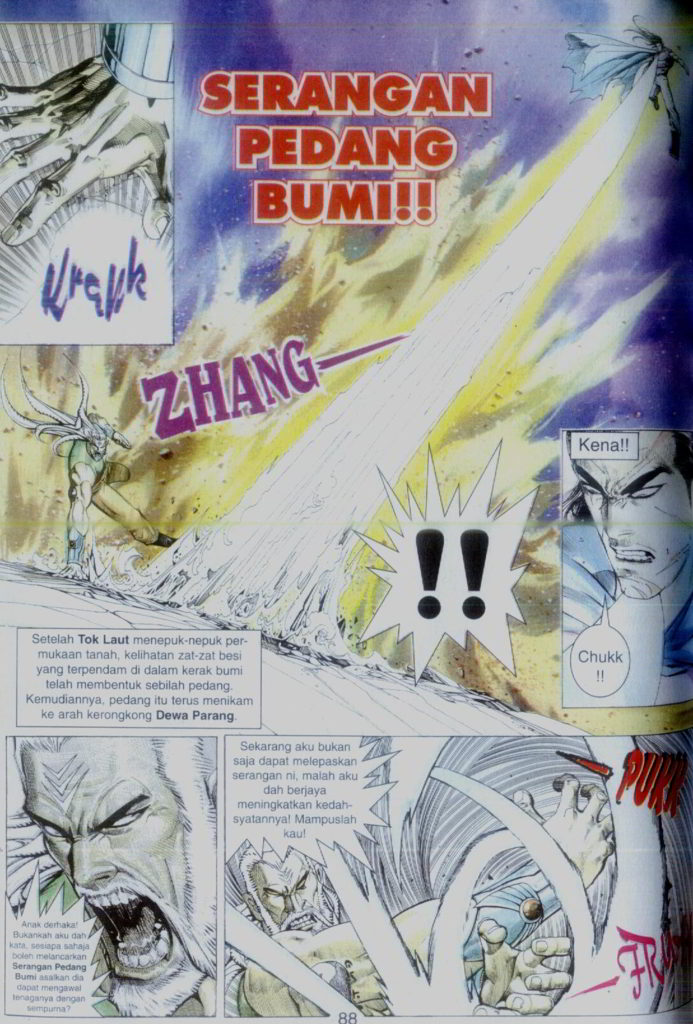 Krauk
SERANGAN
PEDANG
BUMI!!
ZHANG
!!
Kena!!
Chukk
!!
Setelah Tok Laut menepuk-nepuk per-
mukaan tanah, kelihatan zat-zat besi
yang terpendam di dalam kerak bumi
telah membentuk sebilah pedang.
Kemudiannya, pedang itu terus menikam
ke arah kerongkong Dewa Parang.
Anak derhaka!
Bukankah aku dah
kata, sesiapa sahaja
boleh melancarkan
Serangan Pedang
Bumi asalkan dia
dapat mengawal
tenaganya dengan
sempurna?
Sekarang aku bukan
saja dapat melepaskan
serangan ni, malah aku
dah berjaya
meningkatkan kedah-
syatannya! Mampuslah
kau!
PUKK
88